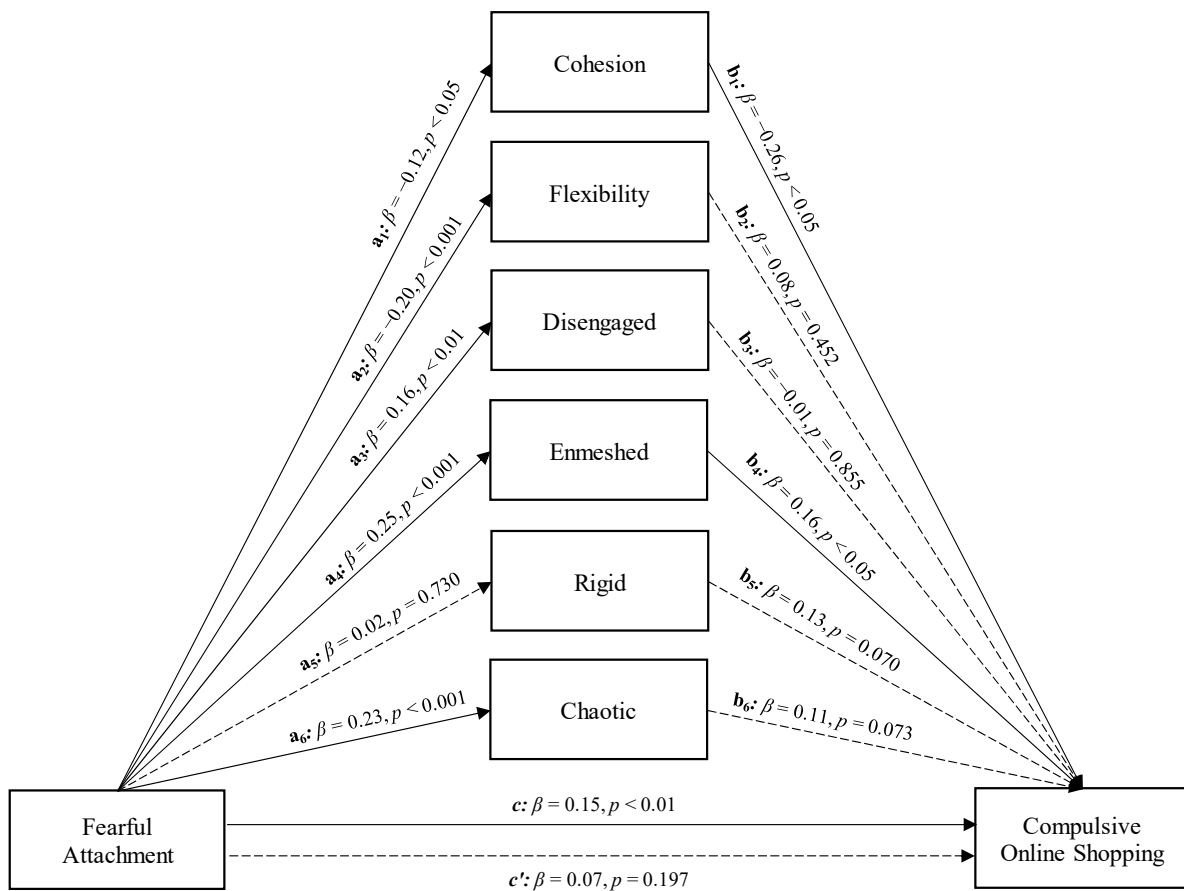 Cohesion
Flexibility
Disengaged
Enmeshed
Rigid
Chaotic
Fearful
Attachment
Compulsive
Online Shopping
a₁: β = −0.12, p < 0.05
a₂: β = −0.20, p < 0.001
a₃: β = 0.16, p < 0.01
a₄: β = 0.25, p < 0.001
a₅: β = 0.02, p = 0.730
a₆: β = 0.23, p < 0.001
b₁: β = −0.26, p < 0.05
b₂: β = 0.08, p = 0.452
b₃: β = −0.01, p = 0.855
b₄: β = 0.16, p < 0.05
b₅: β = 0.13, p = 0.070
b₆: β = 0.11, p = 0.073
c: β = 0.15, p < 0.01
c': β = 0.07, p = 0.197